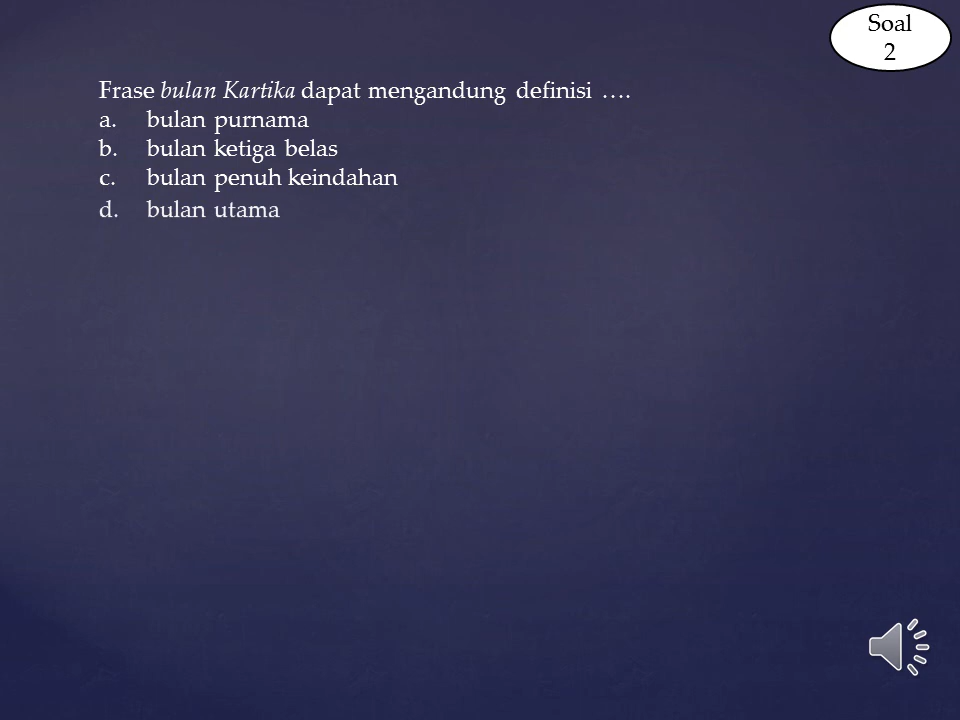 Soal
2
Frase bulan Kartika dapat mengandung definisi ….
a. bulan purnama
b. bulan ketiga belas
c. bulan penuh keindahan
d. bulan utama